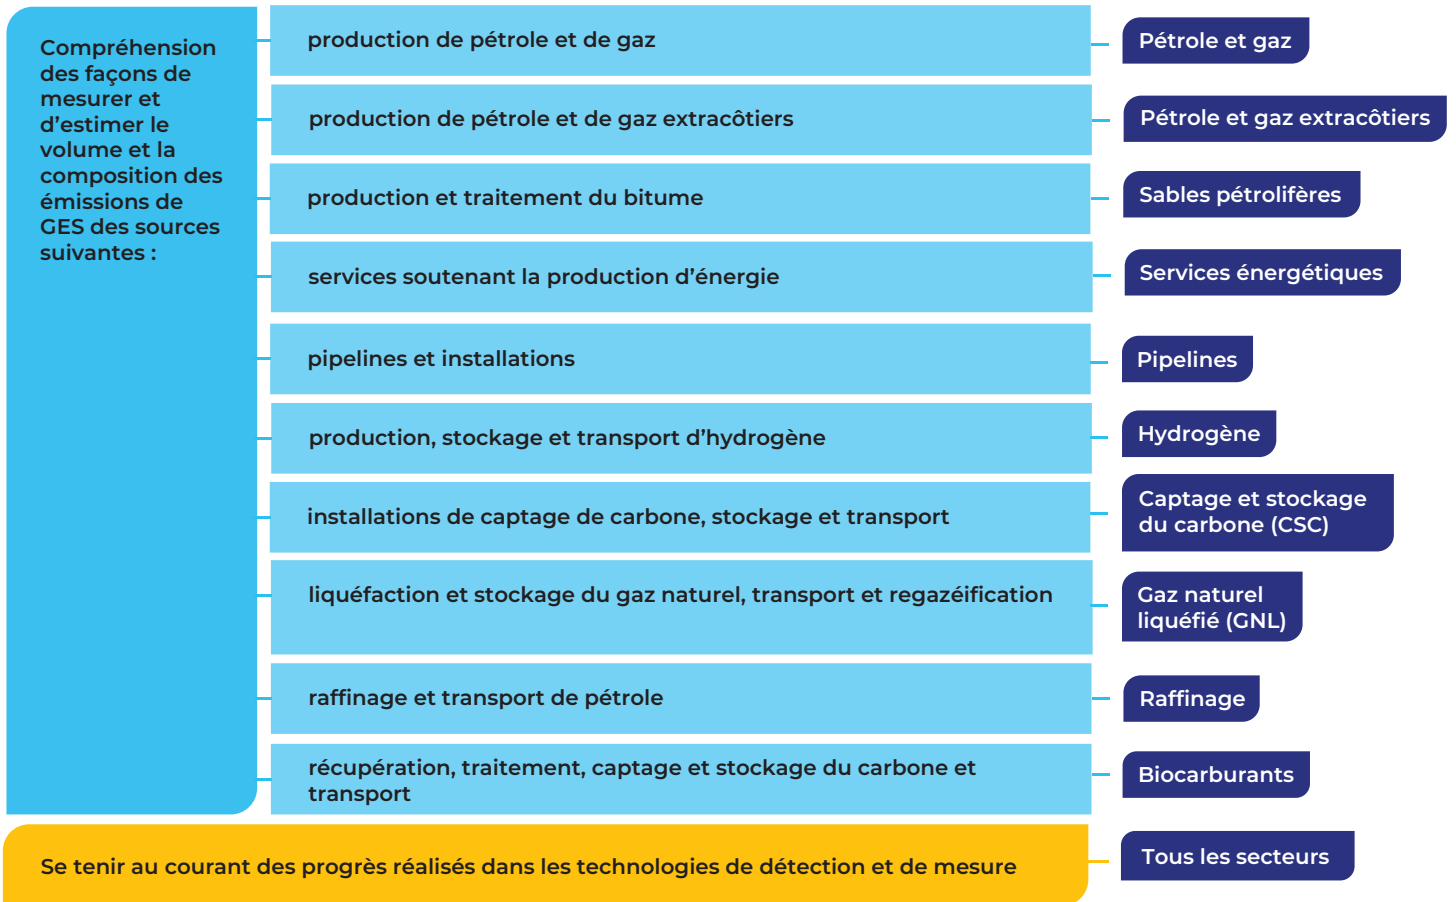 Compréhension
des façons de
mesurer et
d'estimer le
volume et la
composition des
émissions de
GES des sources
suivantes :
production de pétrole et de gaz
Pétrole et gaz
production de pétrole et de gaz extracôtiers
Pétrole et gaz extracôtiers
production et traitement du bitume
Sables pétrolifères
services soutenant la production d'énergie
Services énergétiques
pipelines et installations
Pipelines
production, stockage et transport d'hydrogène
Hydrogène
installations de captage de carbone, stockage et transport
Captage et stockage
du carbone (CSC)
liquéfaction et stockage du gaz naturel, transport et regazéification
Gaz naturel
liquéfié (GNL)
raffinage et transport de pétrole
Raffinage
récupération, traitement, captage et stockage du carbone et
transport
Biocarburants
Se tenir au courant des progrès réalisés dans les technologies de détection et de mesure
Tous les secteurs